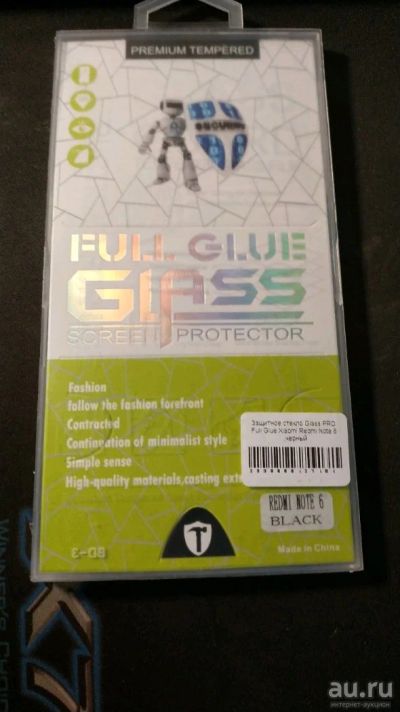 PREMIUM TEMPERED
SECURITY
FULL GLUE
GLASS
SCREEN PROTECTOR
Fashion
follow the fashion forefront
Contracted
Continuation of minimalist style
Simple sense
High-quality materials,casting
Защитное стекло Glass PRO
Full Glue Xiaomi Redmi Note 6
черный
REDMI NOTE 6
BLACK
Made in China
au.ru
интернет-аукцион